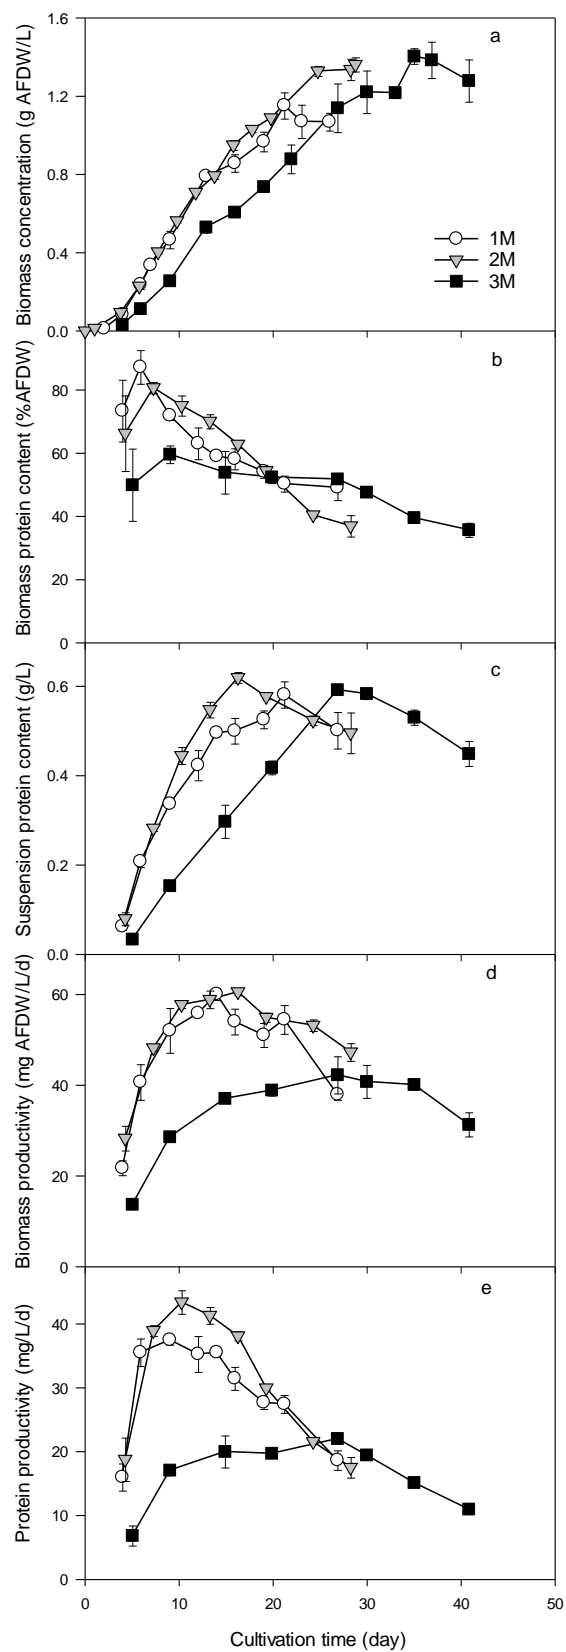 a
Biomass concentration (g AFDW/L)
1.6
1.2
0.8
0.4
0.0
1M
2M
3M
b
Biomass protein content (%AFDW)
80
60
40
20
0
c
Suspension protein content (g/L)
0.6
0.4
0.2
0.0
d
Biomass productivity (mg AFDW/L/d)
60
40
20
0
e
Protein productivity (mg/L/d)
40
30
20
10
0
0 10 20 30 40 50
Cultivation time (day)